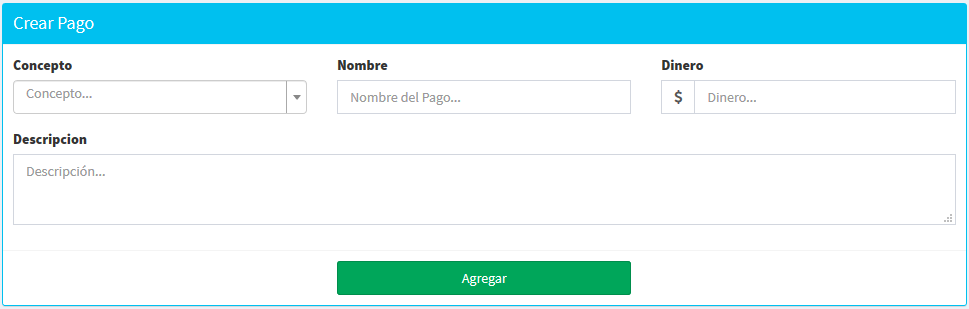 Crear Pago
Concepto Nombre Dinero
Concepto... Nombre del Pago... $ Dinero...
Descripcion
Descripción...
Agregar